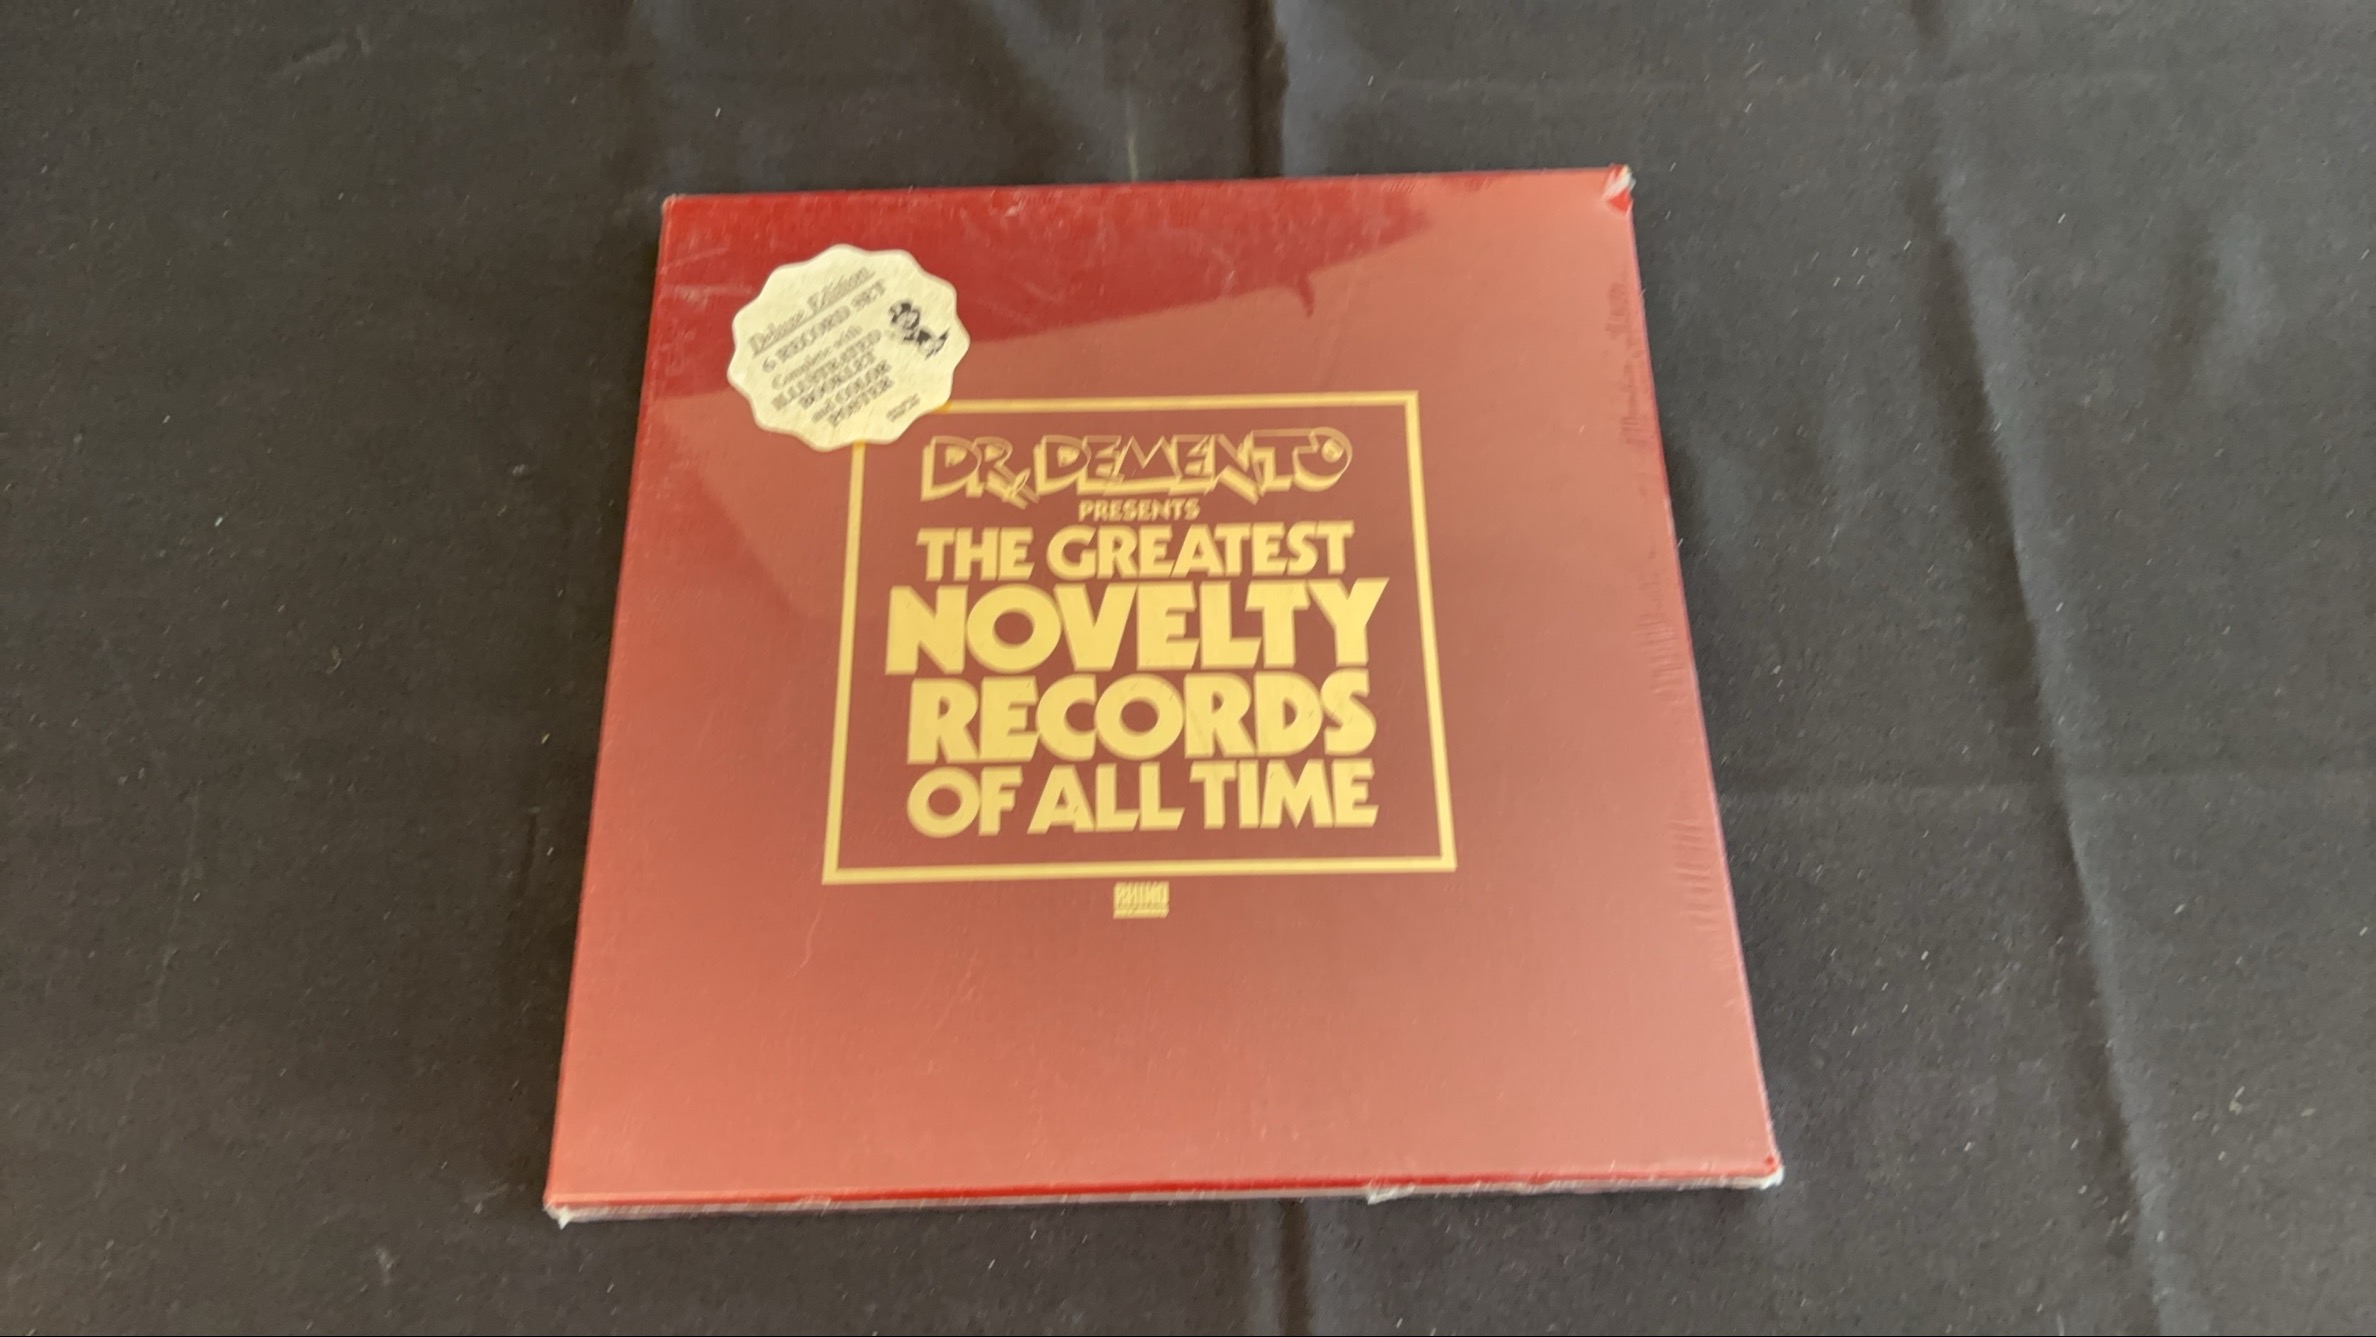 Deluxe Edition
6 RECORD SET
Complete with
ILLUSTRATED
BOOKLET
and COLOR
POSTER
DR. DEMENTO
PRESENTS
THE GREATEST
NOVELTY
RECORDS
OF ALL TIME
RHINO